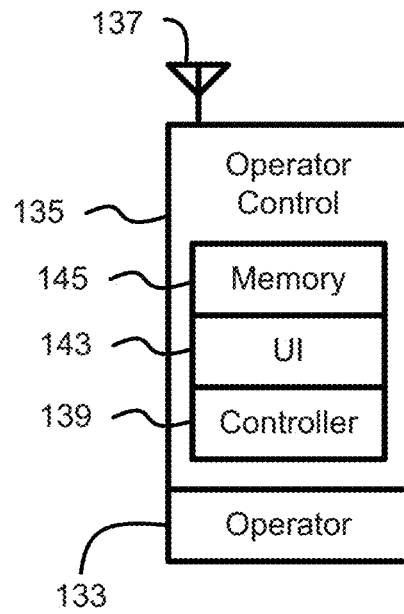 137
Operator
Control
135
Memory
145
UI
143
Controller
139
Operator
133